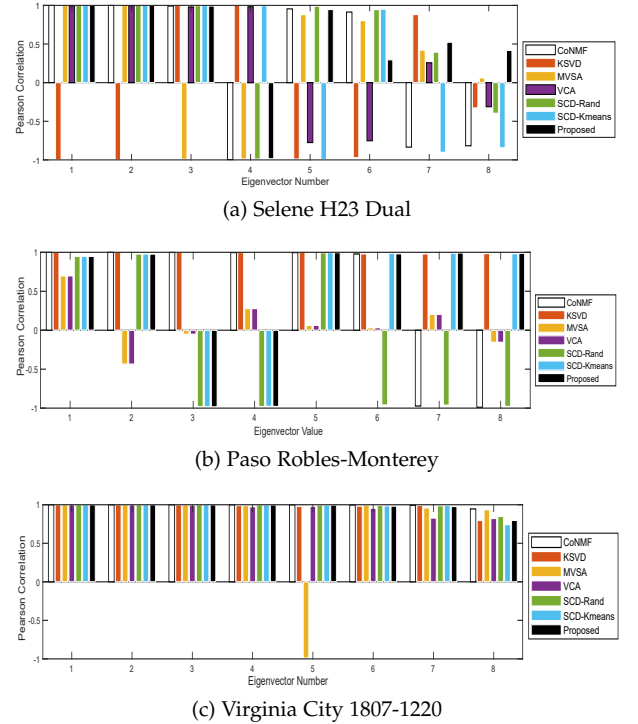 1
0.5
0
-0.5
-1
Pearson Correlation
1 2 3 4 5 6 7 8
Eigenvector Number
CoNMF
KSVD
MVSA
VCA
SCD-Rand
SCD-Kmeans
Proposed
(a) Selene H23 Dual
1
0.5
0
-0.5
-1
Pearson Correlation
1 2 3 4 5 6 7 8
Eigenvector Value
CoNMF
KSVD
MVSA
VCA
SCD-Rand
SCD-Kmeans
Proposed
(b) Paso Robles-Monterey
1
0.5
0
-0.5
-1
Pearson Correlation
1 2 3 4 5 6 7 8
Eigenvector Number
CoNMF
KSVD
MVSA
VCA
SCD-Rand
SCD-Kmeans
Proposed
(c) Virginia City 1807-1220